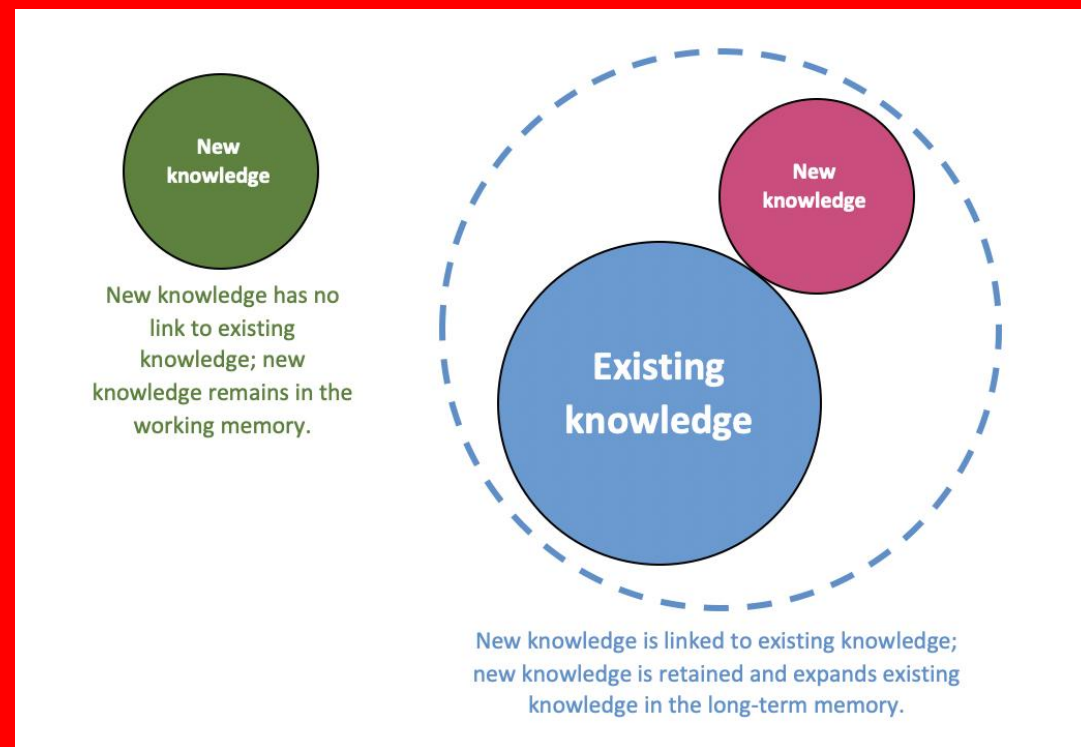 New
knowledge
New knowledge has no
link to existing
knowledge; new
knowledge remains in the
working memory.
New
knowledge
Existing
knowledge
New knowledge is linked to existing knowledge;
new knowledge is retained and expands existing
knowledge in the long-term memory.